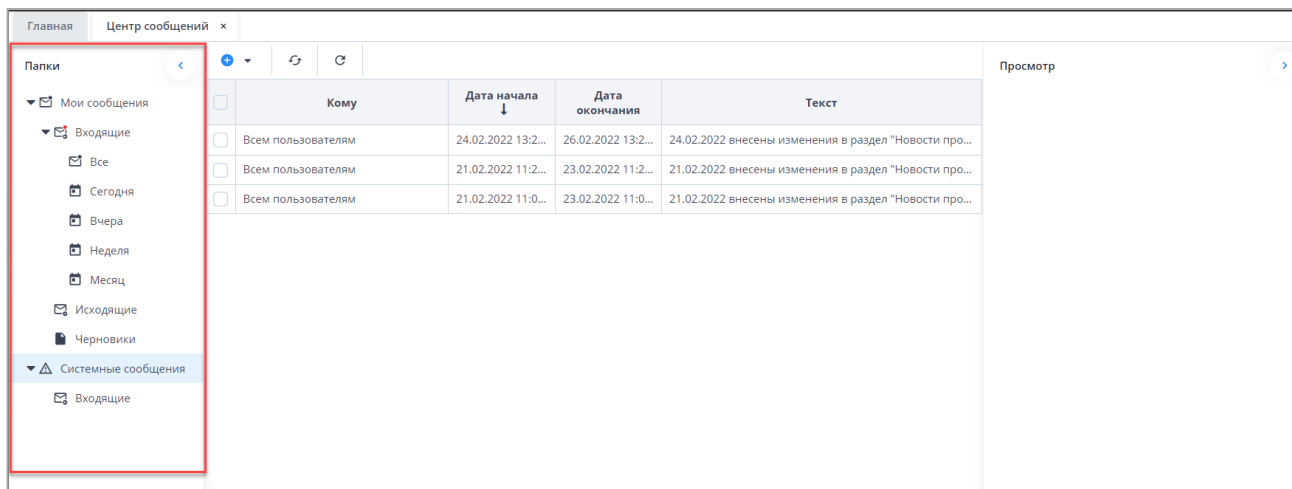 Главная
Центр сообщений ×
Папки
Мои сообщения
Входящие
Все
Сегодня
Вчера
Неделя
Месяц
Исходящие
Черновики
Системные сообщения
Входящие
Кому Дата начала Дата окончания Текст
Всем пользователям 24.02.2022 13:2... 26.02.2022 13:2... 24.02.2022 внесены изменения в раздел "Новости про...
Всем пользователям 21.02.2022 11:2... 23.02.2022 11:2... 21.02.2022 внесены изменения в раздел "Новости про...
Всем пользователям 21.02.2022 11:0... 23.02.2022 11:0... 21.02.2022 внесены изменения в раздел "Новости про...
Просмотр